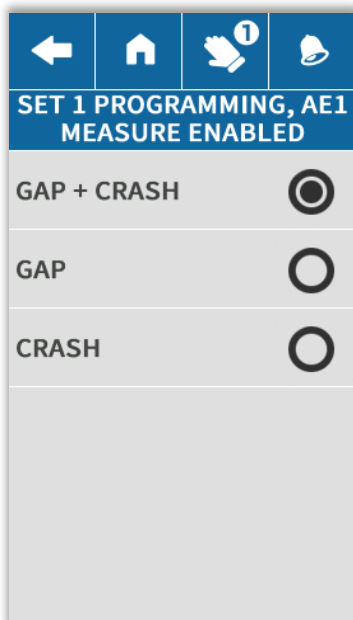 1
SET 1 PROGRAMMING, AE1
MEASURE ENABLED
GAP + CRASH
GAP
CRASH